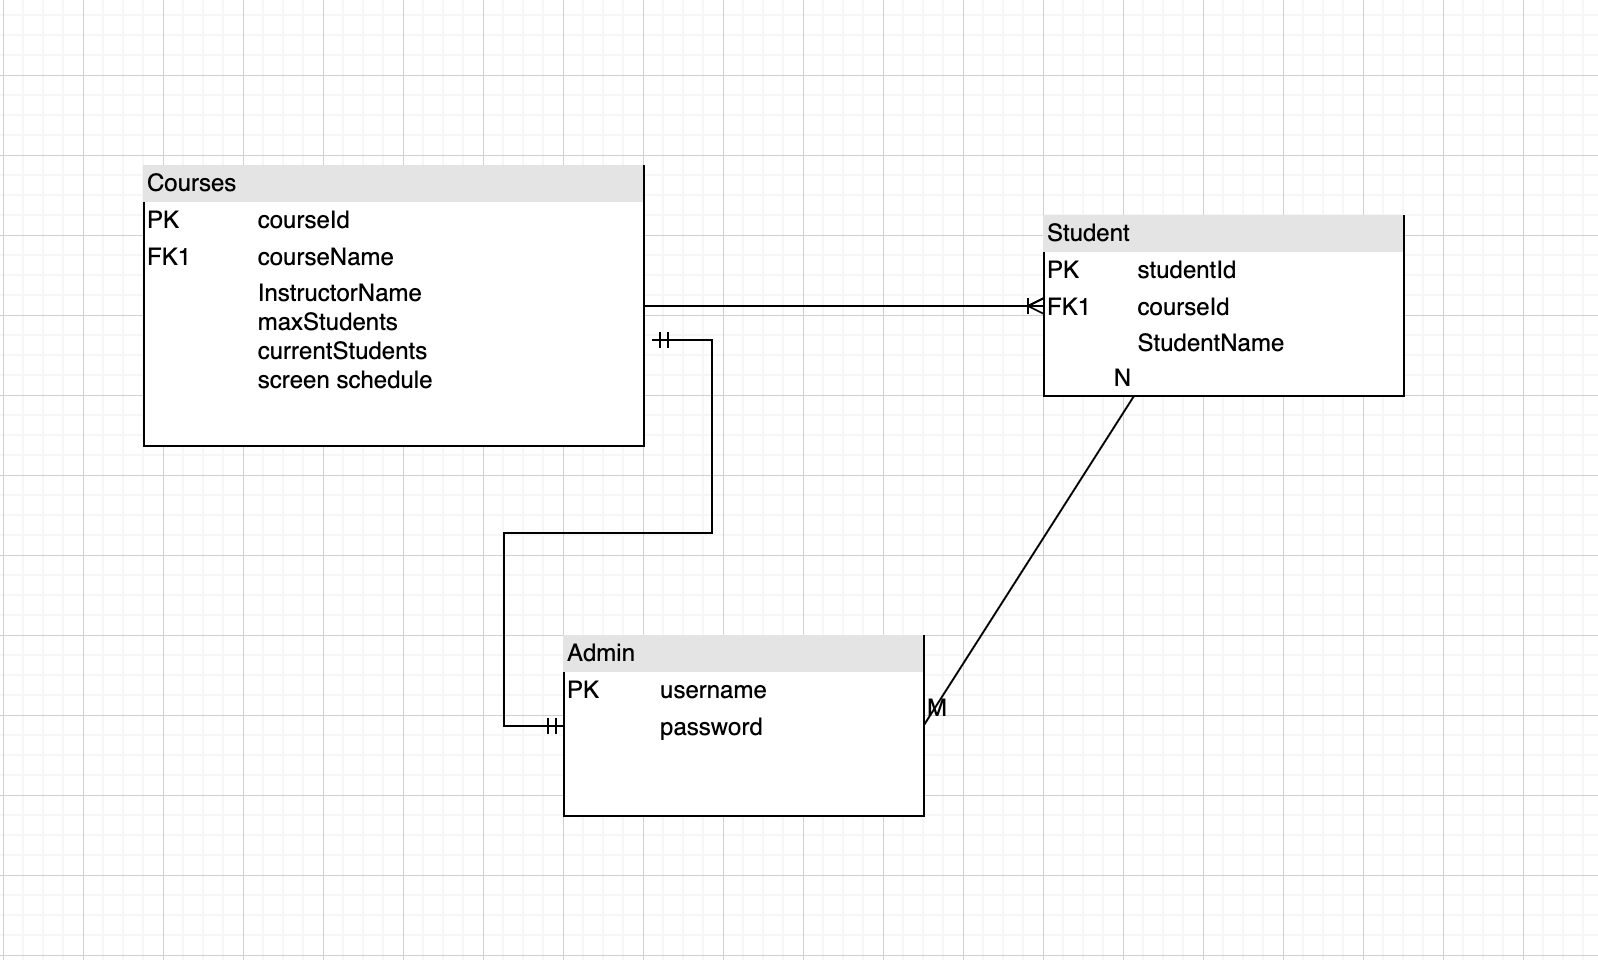 Courses
PK courseId
FK1 courseName
InstructorName
maxStudents
currentStudents
screen schedule
Student
PK studentId
FK1 courseId
StudentName
N
Admin
PK username
M
password